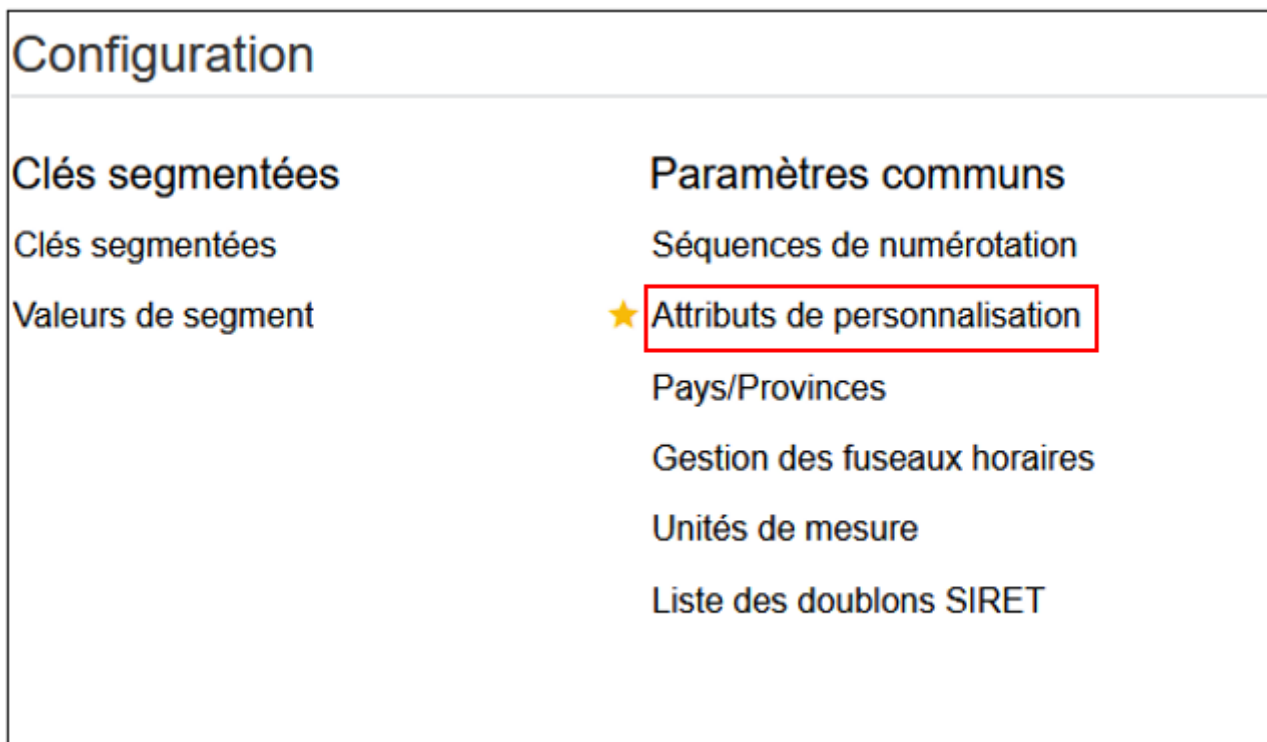 Configuration
Clés segmentées
Clés segmentées
Valeurs de segment
Paramètres communs
Séquences de numérotation
Attributs de personnalisation
Pays/Provinces
Gestion des fuseaux horaires
Unités de mesure
Liste des doublons SIRET